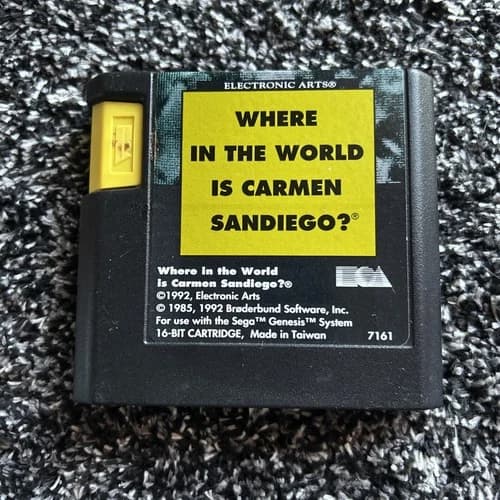 ELECTRONIC ARTS®
WHERE
IN THE WORLD
IS CARMEN
SANDIEGO?®
Where in the World
Is Carmen Sandiego?®
©1992, Electronic Arts
© 1985, 1992 Brøderbund Software, Inc.
For use with the Sega™ Genesis™ System
16-BIT CARTRIDGE, Made in Taiwan
7161
EA